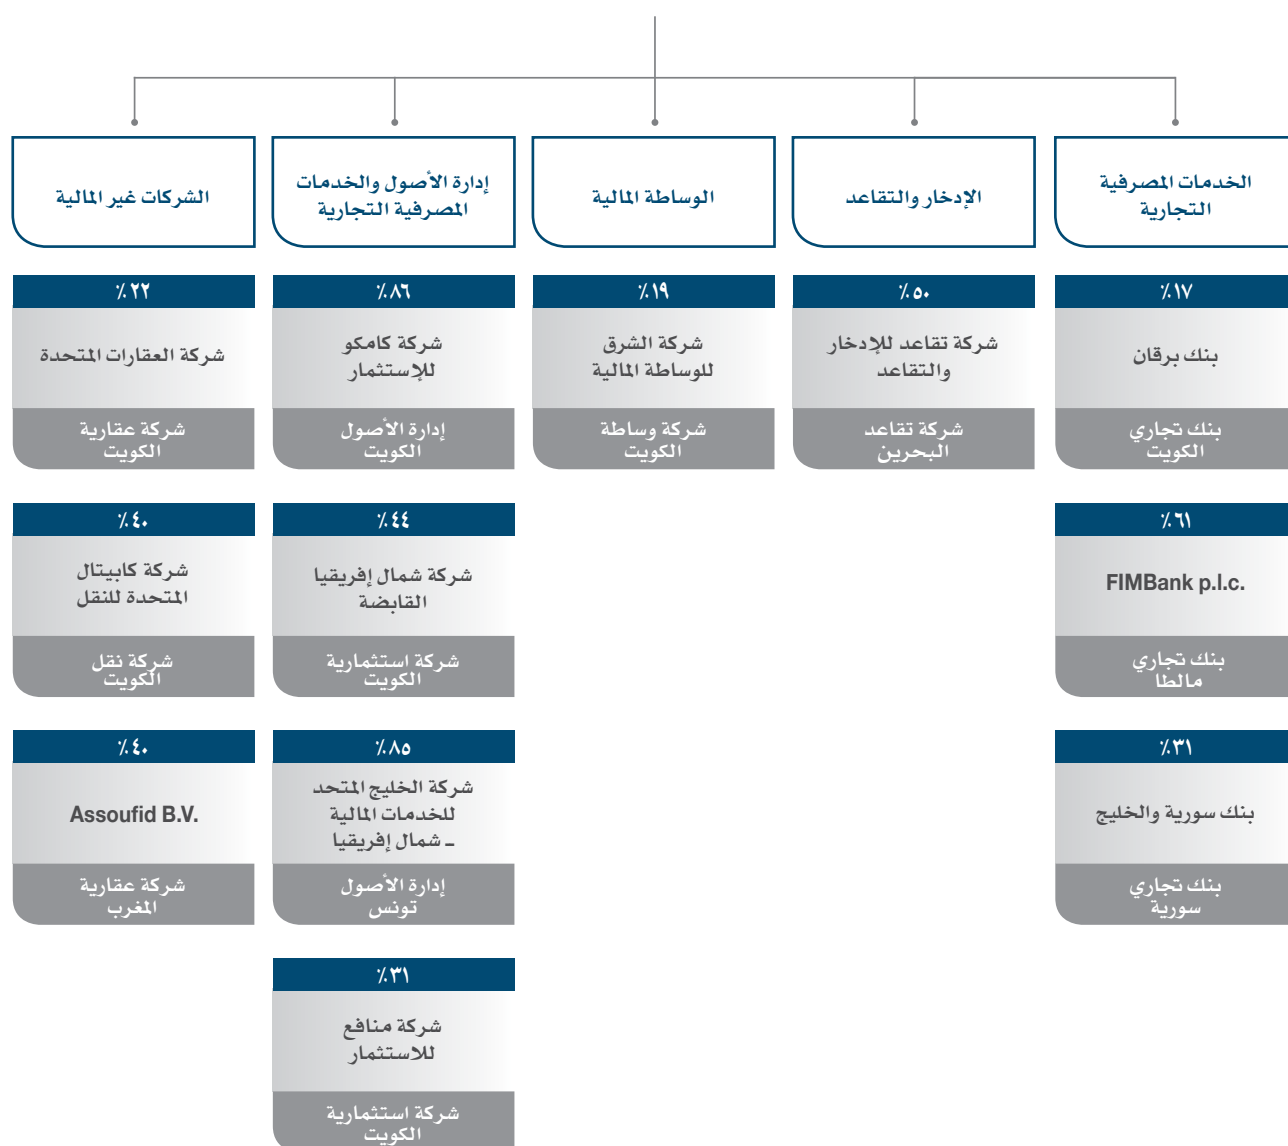 الخدمات المصرفية
التجارية
٪١٧
بنك برقان
بنك تجاري
الكويت
٪٦١
FIMBank p.l.c.
بنك تجاري
مالطا
٪٣١
بنك سورية والخليج
بنك تجاري
سورية
الإدخار والتقاعد
٪٥٠
شركة تقاعد للإدخار
والتقاعد
شركة تقاعد
البحرين
الوساطة المالية
٪١٩
شركة الشرق
للوساطة المالية
شركة وساطة
الكويت
إدارة الأصول والخدمات
المصرفية التجارية
٪٨٦
شركة كامكو
للإستثمار
إدارة الأصول
الكويت
٪٤٤
شركة شمال إفريقيا
القابضة
شركة استثمارية
الكويت
٪٨٥
شركة الخليج المتحد
للخدمات المالية
– شمال إفريقيا
إدارة الأصول
تونس
٪٣١
شركة منافع
للاستثمار
شركة استثمارية
الكويت
الشركات غير المالية
٪٢٢
شركة العقارات المتحدة
شركة عقارية
الكويت
٪٤٠
شركة كابيتال
المتحدة للنقل
شركة نقل
الكويت
٪٤٠
Assoufid B.V.
شركة عقارية
المغرب